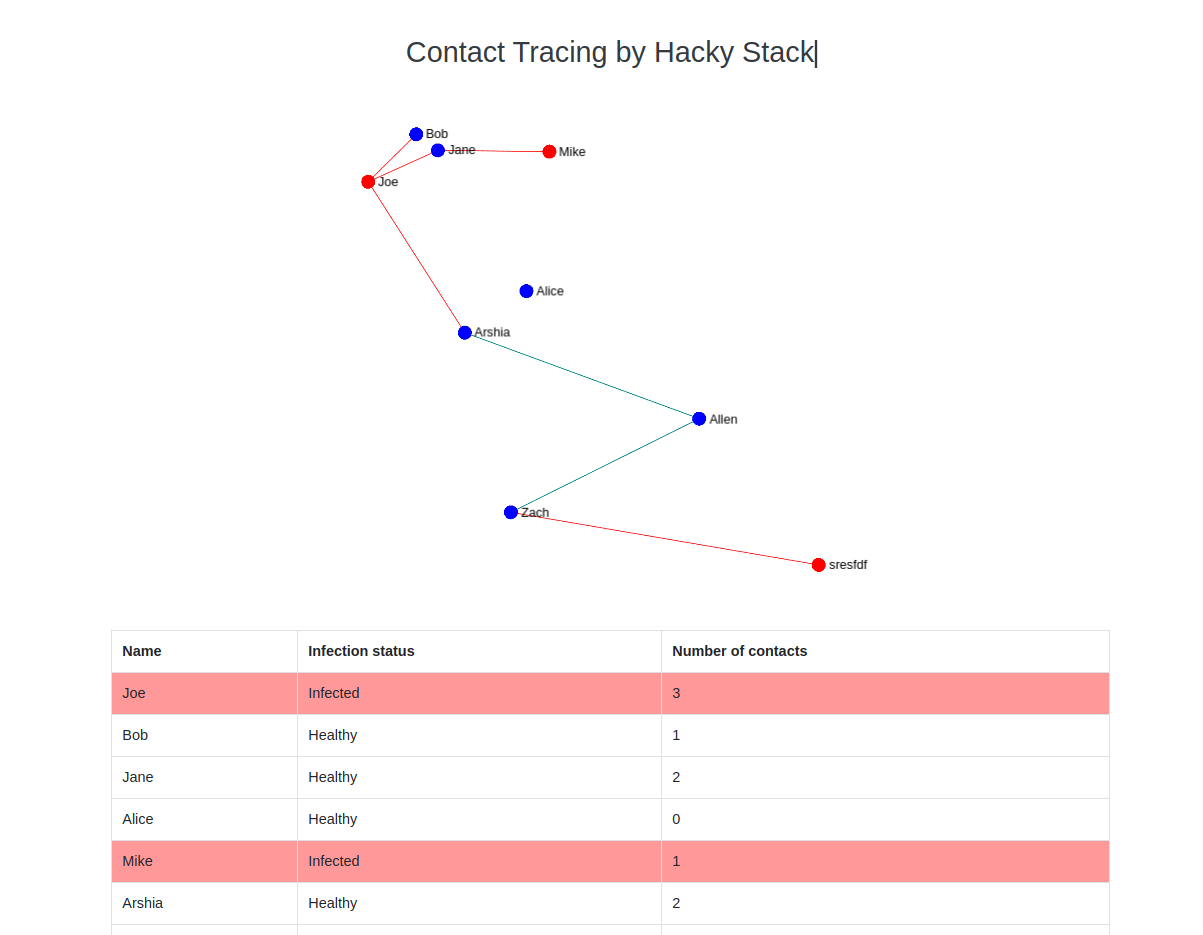 Contact Tracing by Hacky Stack
Bob
Jane
Mike
Joe
Alice
Arshia
Allen
Zach
sresfdf
Name Infection status Number of contacts
Joe Infected 3
Bob Healthy 1
Jane Healthy 2
Alice Healthy 0
Mike Infected 1
Arshia Healthy 2